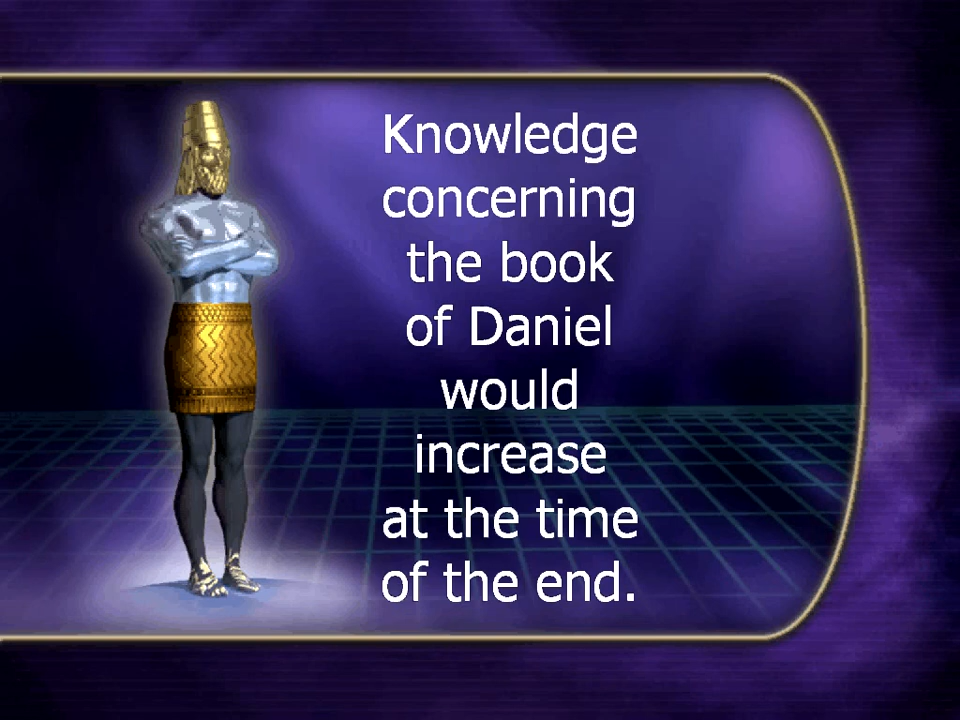 Knowledge
concerning
the book
of Daniel
would
increase
at the time
of the end.